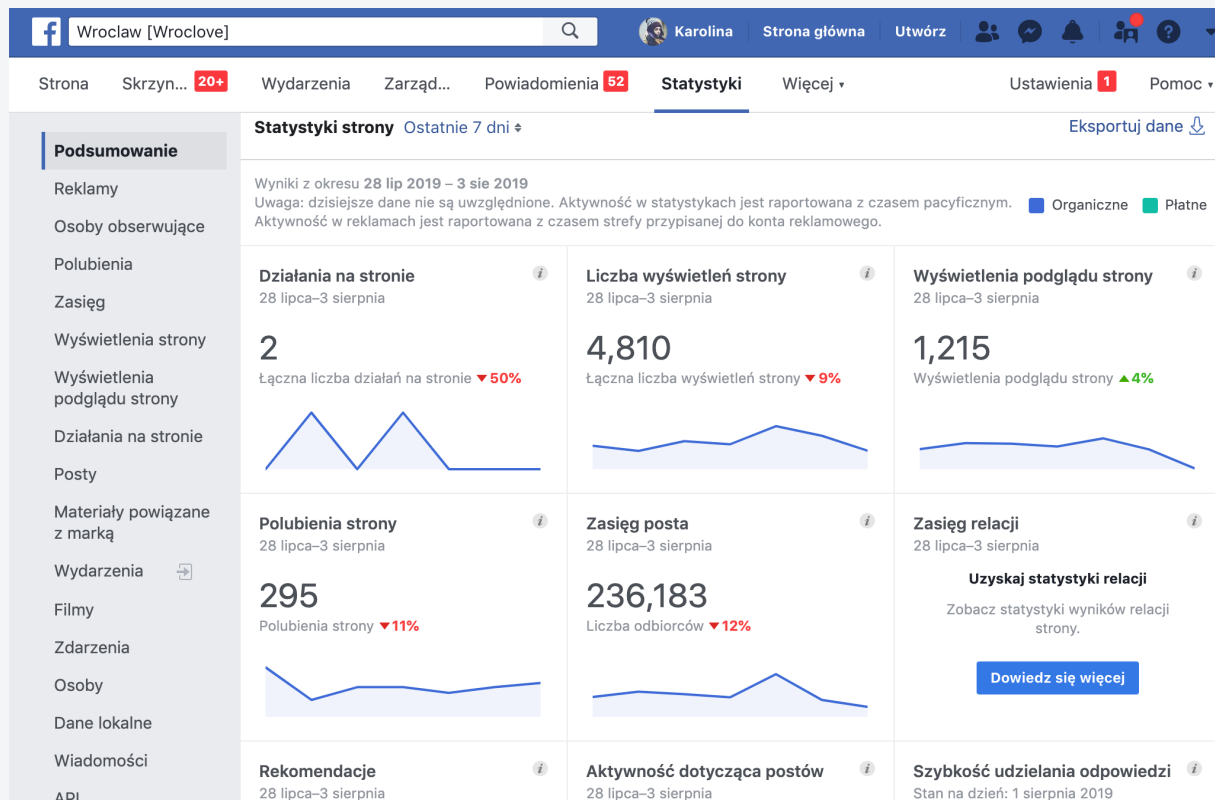 Wroclaw [Wroclove]
Karolina
Strona główna
Utwórz
Strona
Skrzyn... 20+
Wydarzenia
Zarząd...
Powiadomienia 52
Statystyki
Więcej
Ustawienia 1
Pomoc
Podsumowanie
Reklamy
Osoby obserwujące
Polubienia
Zasięg
Wyświetlenia strony
Wyświetlenia
podglądu strony
Działania na stronie
Posty
Materiały powiązane
z marką
Wydarzenia
Filmy
Zdarzenia
Osoby
Dane lokalne
Wiadomości
API
Statystyki strony Ostatnie 7 dni
Eksportuj dane
Wyniki z okresu 28 lip 2019 – 3 sie 2019
Uwaga: dzisiejsze dane nie są uwzględnione. Aktywność w statystykach jest raportowana z czasem pacyficznym.
Aktywność w reklamach jest raportowana z czasem strefy przypisanej do konta reklamowego.
Organiczne
Płatne
Działania na stronie
28 lipca–3 sierpnia
2
Łączna liczba działań na stronie ▼50%
Liczba wyświetleń strony
28 lipca–3 sierpnia
4,810
Łączna liczba wyświetleń strony ▼9%
Wyświetlenia podglądu strony
28 lipca–3 sierpnia
1,215
Wyświetlenia podglądu strony ▲4%
Polubienia strony
28 lipca–3 sierpnia
295
Polubienia strony ▼11%
Zasięg posta
28 lipca–3 sierpnia
236,183
Liczba odbiorców ▼12%
Zasięg relacji
28 lipca–3 sierpnia
Uzyskaj statystyki relacji
Zobacz statystyki wyników relacji
strony.
Dowiedz się więcej
Rekomendacje
28 lipca–3 sierpnia
Aktywność dotycząca postów
28 lipca–3 sierpnia
Szybkość udzielania odpowiedzi
Stan na dzień: 1 sierpnia 2019